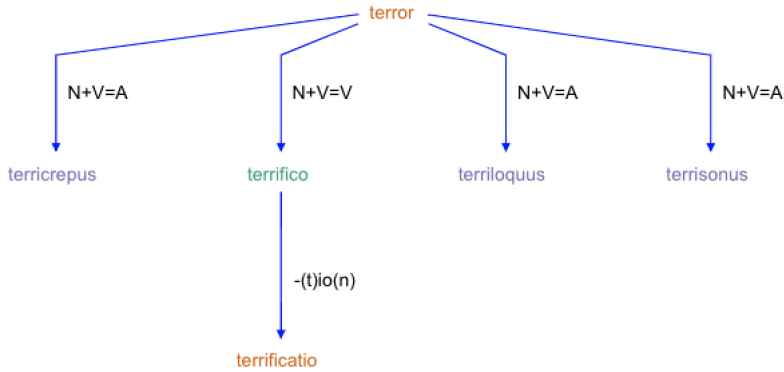 terror
N+V=A N+V=V N+V=A N+V=A
terricrepus terrifico terriloquus terrisonus
-(t)io(n)
terrificatio